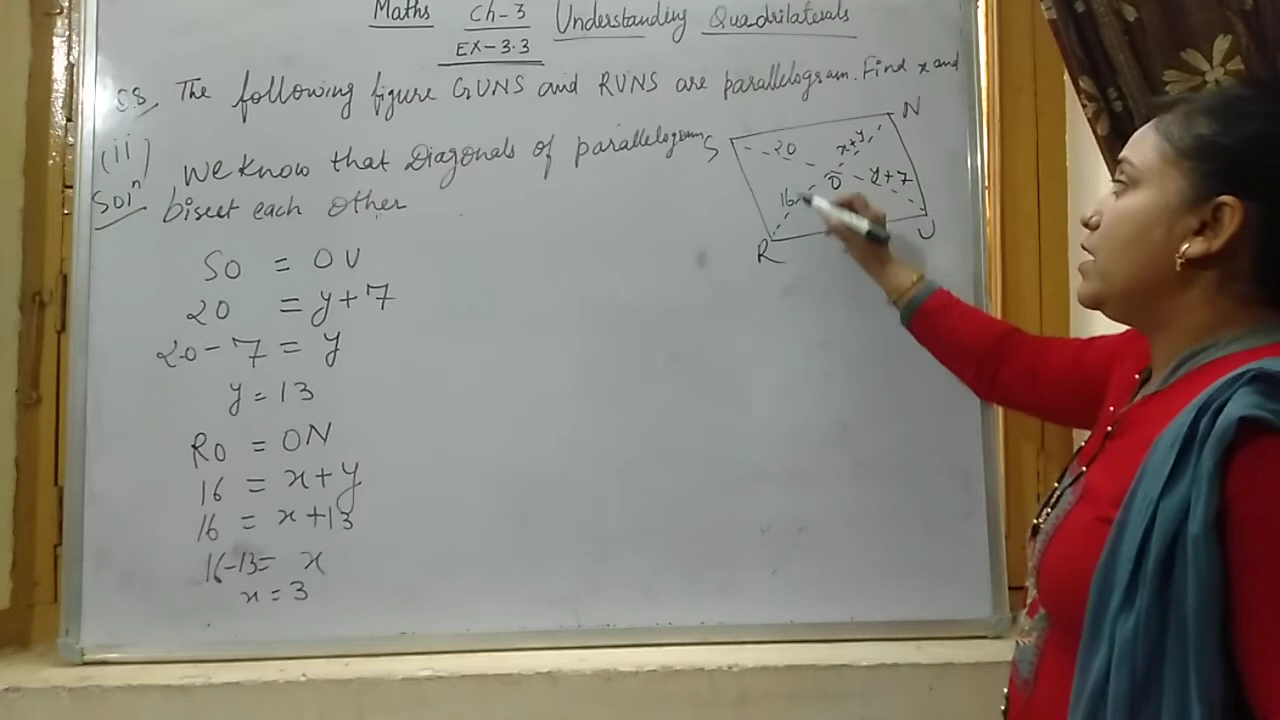 Maths Ch-3 Understanding Quadrilaterals
EX-3.3
S8, The following figure GUNS and RUNS are parallelogram. Find x and
(ii)
Solⁿ We know that Diagonals of parallelograms
bisect each other
SO = OU
20 = y+7
20-7 = y
y = 13
RO = ON
16 = x+y
16 = x+13
16-13= x
x = 3
S
N
20
x+y
O
y+7
16
R
U